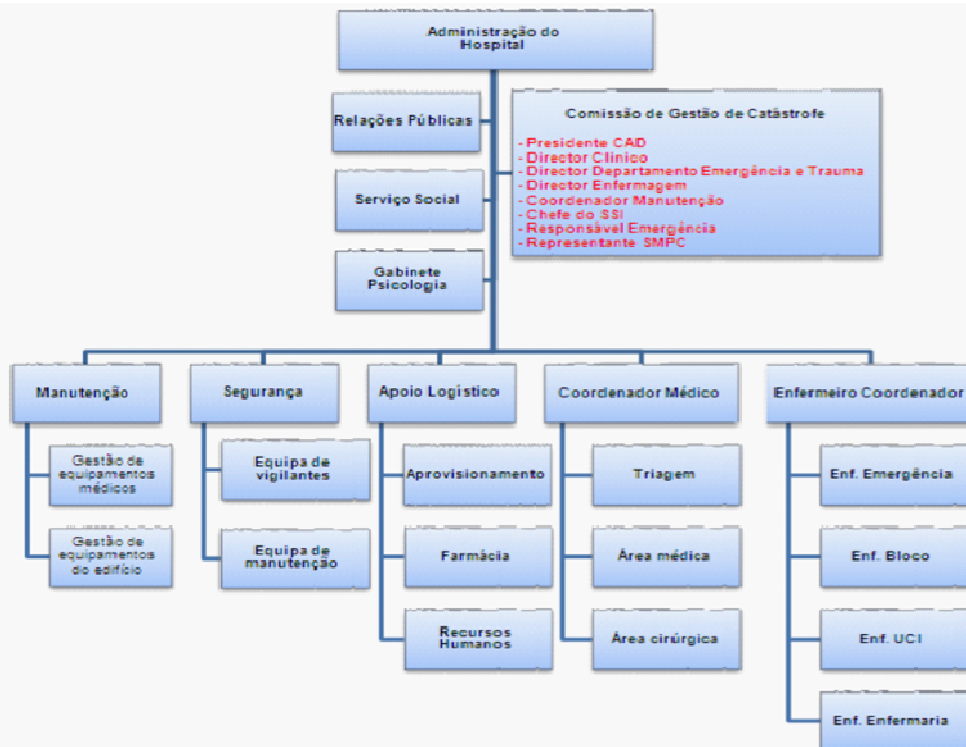 Administração do
Hospital
Relações Públicas
Comissão de Gestão de Catástrofe
- Presidente CAD
- Director Clinico
- Director Departamento Emergência e Trauma
- Director Enfermagem
- Coordenador Manutenção
- Chefe do SSI
- Responsável Emergência
- Representante SMPC
Serviço Social
Gabinete
Psicologia
Manutenção
Segurança
Apoio Logístico
Coordenador Médico
Enfermeiro Coordenador
Gestão de
equipamentos
médicos
Gestão de
equipamentos
do edifício
Equipa de
vigilantes
Equipa de
manutenção
Aprovisionamento
Farmácia
Recursos
Humanos
Triagem
Área médica
Área cirúrgica
Enf. Emergência
Enf. Bloco
Enf. UCI
Enf. Enfermaria